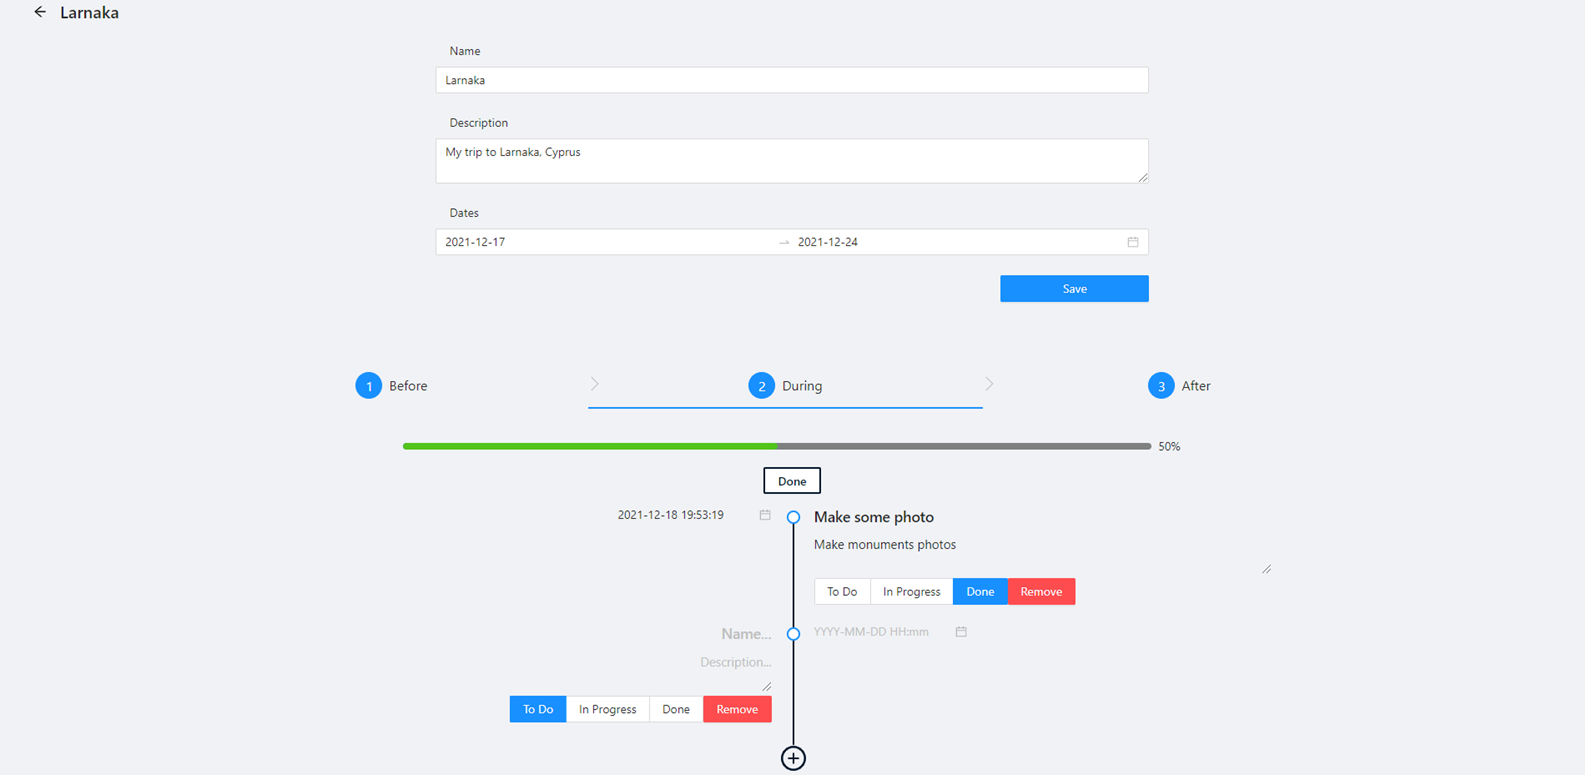 Larnaka
Name
Larnaka
Description
My trip to Larnaka, Cyprus
Dates
2021-12-17 → 2021-12-24
Save
1 Before
2 During
3 After
50%
Done
2021-12-18 19:53:19
Make some photo
Make monuments photos
To Do In Progress Done Remove
Name...
YYYY-MM-DD HH:mm
Description...
To Do In Progress Done Remove